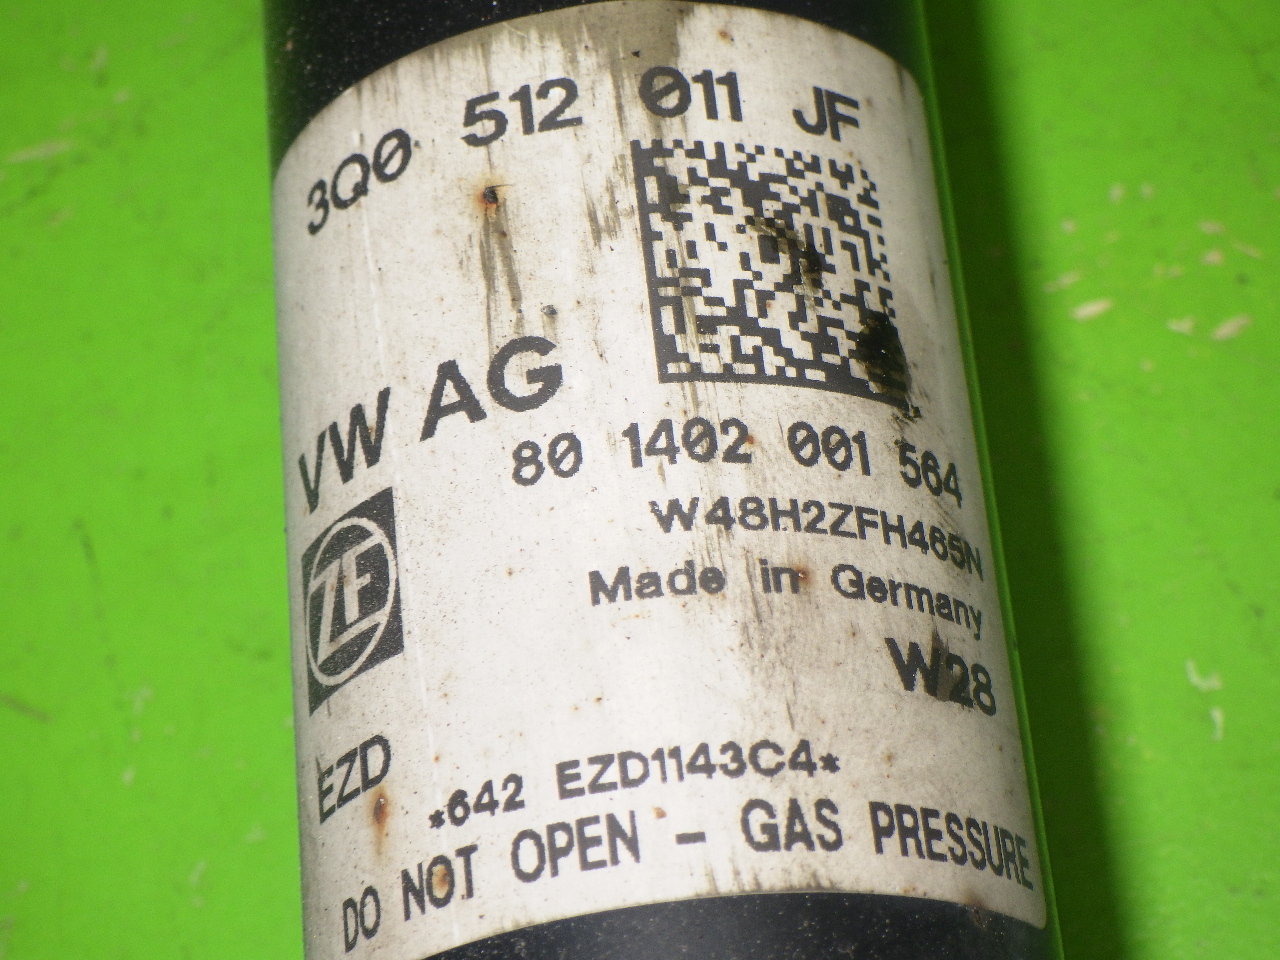 3Q0 512 011 JF
VW AG
80 1402 001 564
W48H2ZFH465N
ZF
Made in Germany
W28
EZD
*642 EZD1143C4*
DO NOT OPEN - GAS PRESSURE